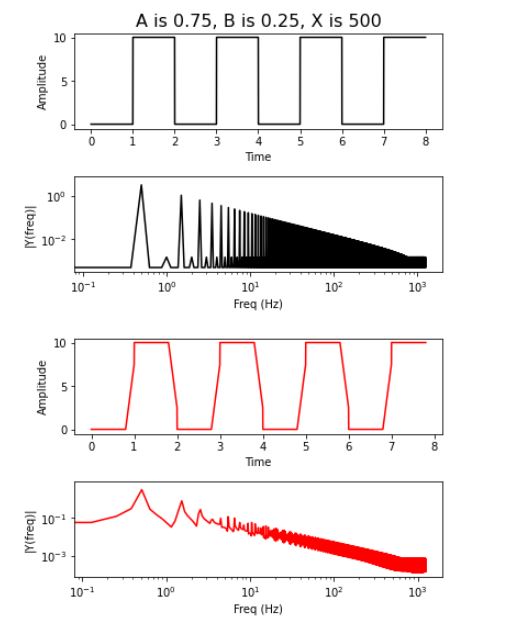 A is 0.75, B is 0.25, X is 500
10
5
0
Amplitude
0 1 2 3 4 5 6 7 8
Time
10⁰
10⁻²
|Y(freq)|
10⁻¹ 10⁰ 10¹ 10² 10³
Freq (Hz)
10
5
0
Amplitude
0 1 2 3 4 5 6 7 8
Time
10⁻¹
10⁻³
|Y(freq)|
10⁻¹ 10⁰ 10¹ 10² 10³
Freq (Hz)